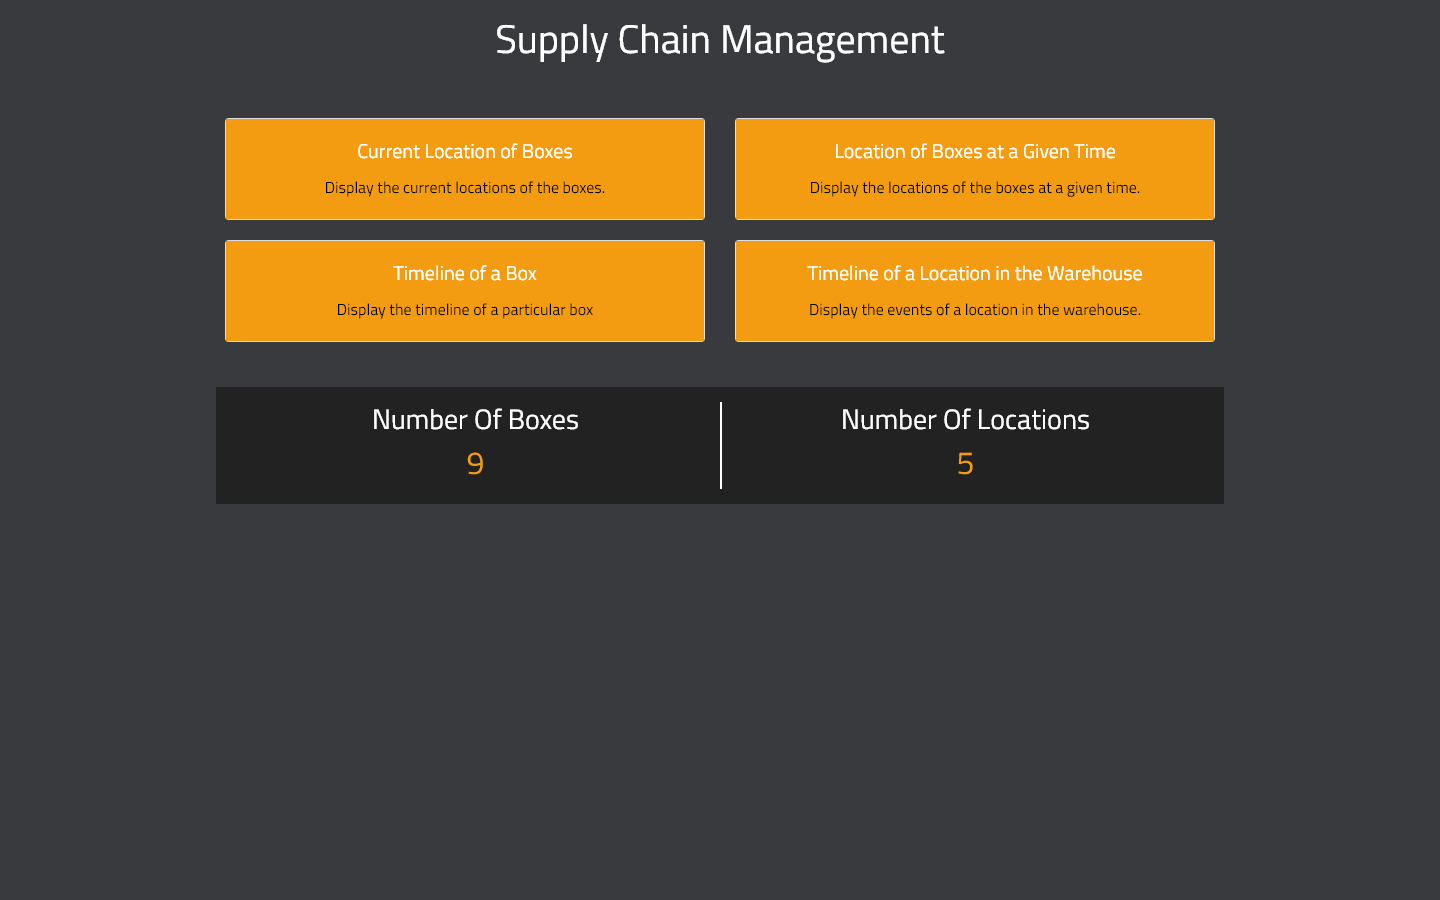 Supply Chain Management
Current Location of Boxes
Display the current locations of the boxes.
Location of Boxes at a Given Time
Display the locations of the boxes at a given time.
Timeline of a Box
Display the timeline of a particular box
Timeline of a Location in the Warehouse
Display the events of a location in the warehouse.
Number Of Boxes
9
Number Of Locations
5